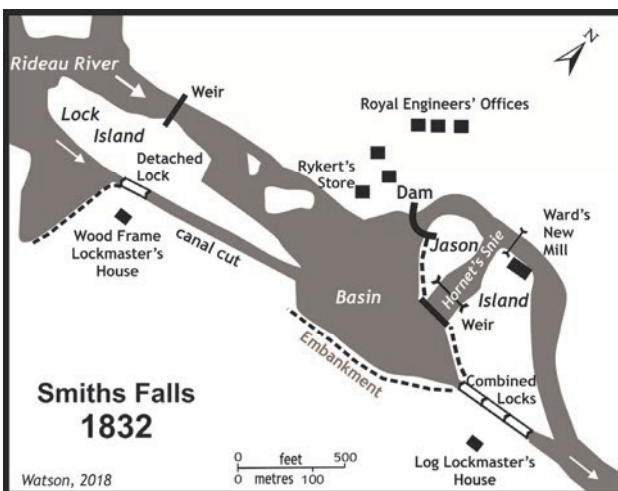 Rideau River
Weir
Lock
Island
Detached
Lock
Wood Frame
Lockmaster's
House
canal cut
N
Royal Engineers' Offices
Rykert's
Store
Dam
Jason
Hornet's Snie
Island
Ward's
New
Mill
Basin
Weir
Embankment
Combined
Locks
Log Lockmaster's
House
Smiths Falls
1832
0 feet 500
0 metres 100
Watson, 2018